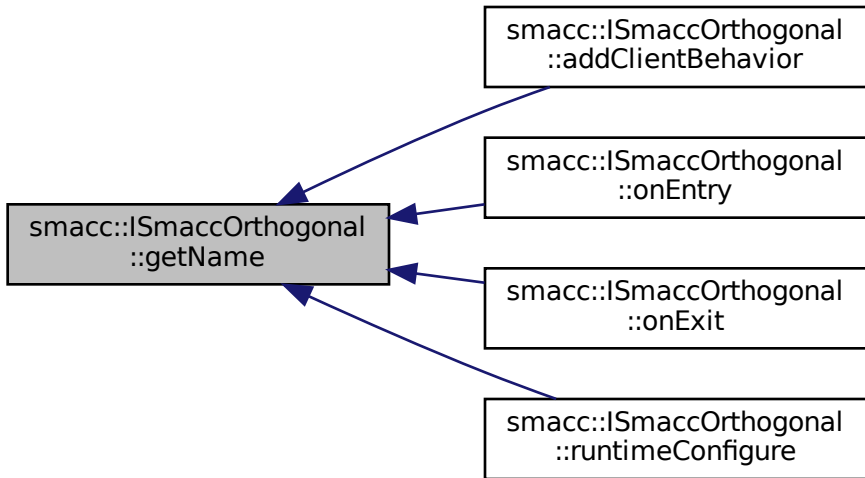 smacc::ISmaccOrthogonal
::addClientBehavior
smacc::ISmaccOrthogonal
::onEntry
smacc::ISmaccOrthogonal
::getName
smacc::ISmaccOrthogonal
::onExit
smacc::ISmaccOrthogonal
::runtimeConfigure